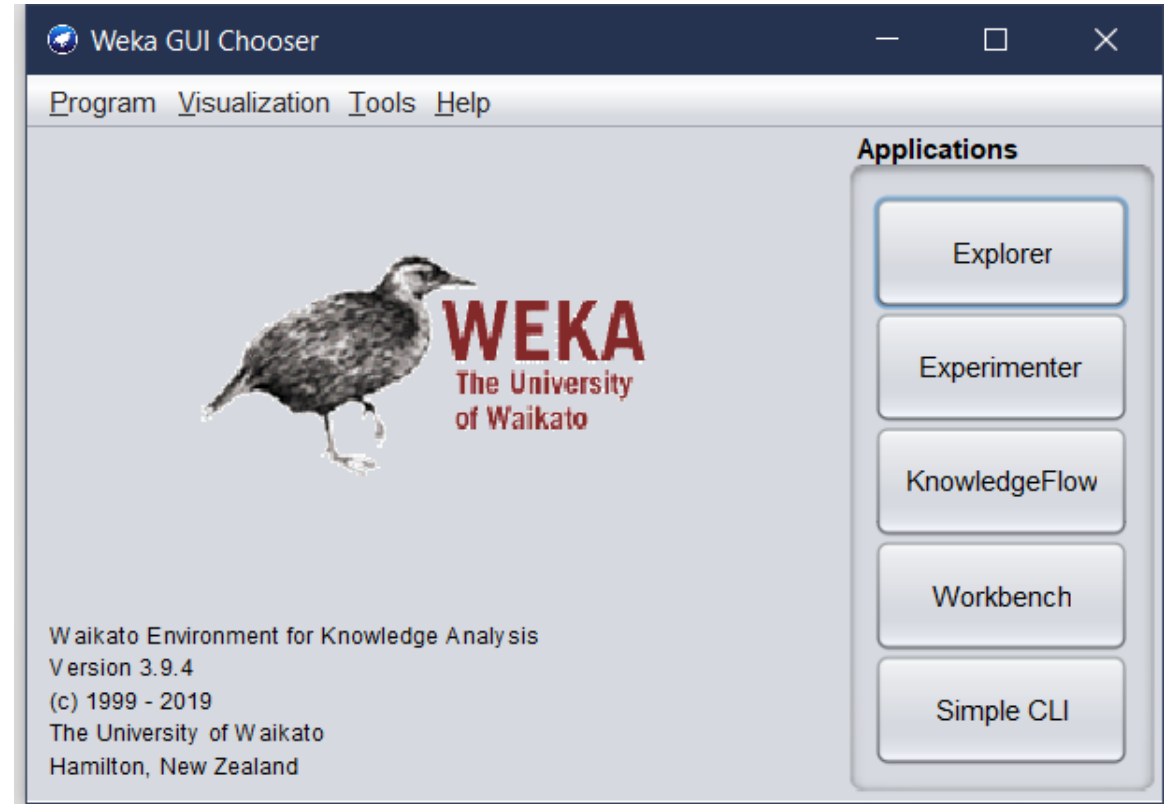 Weka GUI Chooser
Program Visualization Tools Help
Applications
Explorer
Experimenter
KnowledgeFlow
Workbench
Simple CLI
WEKA
The University
of Waikato
Waikato Environment for Knowledge Analysis
Version 3.9.4
(c) 1999 - 2019
The University of Waikato
Hamilton, New Zealand